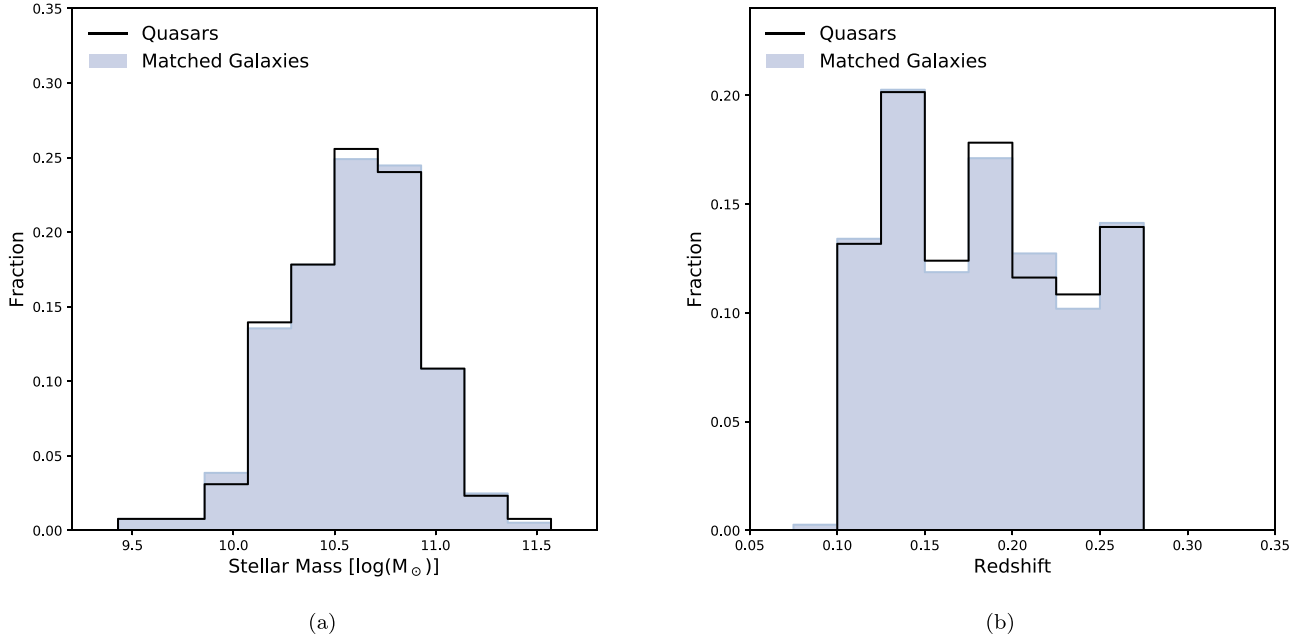 0.35
0.30
0.25
0.20
0.15
0.10
0.05
0.00
Fraction
Quasars
Matched Galaxies
9.5 10.0 10.5 11.0 11.5
Stellar Mass [log(M⊙)]
(a)
0.20
0.15
0.10
0.05
0.00
Fraction
Quasars
Matched Galaxies
0.05 0.10 0.15 0.20 0.25 0.30 0.35
Redshift
(b)